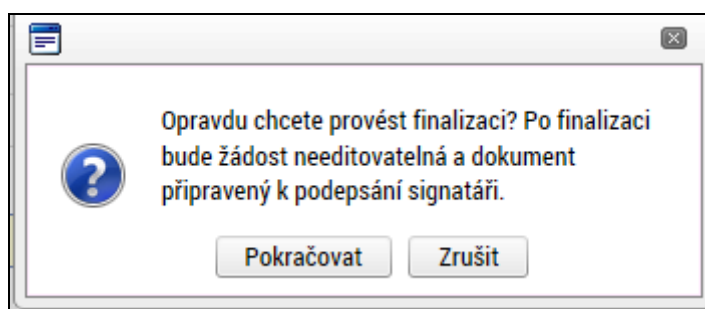 Opravdu chcete provést finalizaci? Po finalizaci
bude žádost needitovatelná a dokument
připravený k podepsání signatáři.
Pokračovat
Zrušit